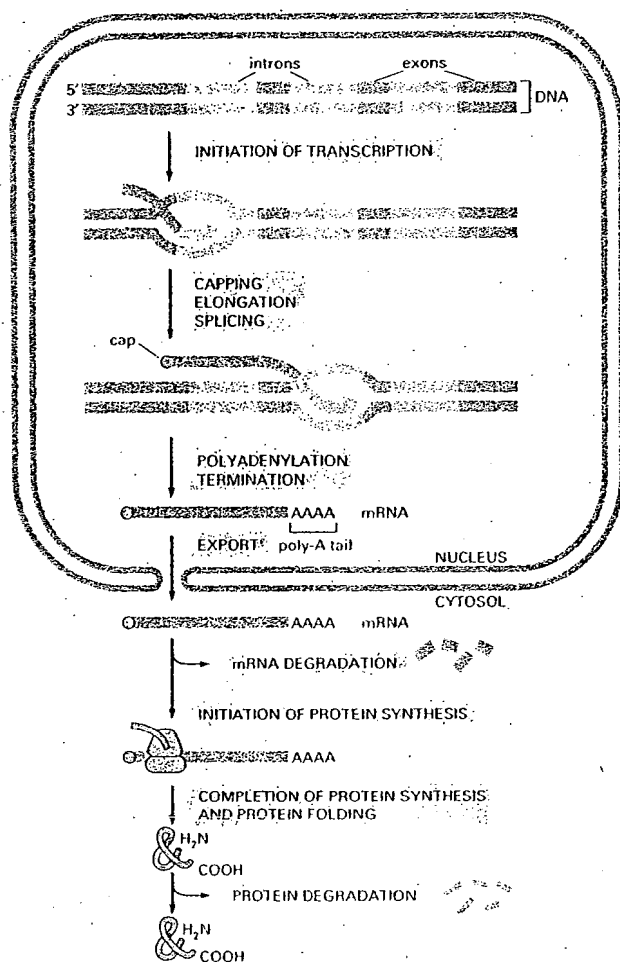 introns exons
5'
3'
DNA
INITIATION OF TRANSCRIPTION
CAPPING
ELONGATION
SPLICING
cap
POLYADENYLATION
TERMINATION
AAAA mRNA
EXPORT poly-A tail
NUCLEUS
CYTOSOL
AAAA mRNA
mRNA DEGRADATION
INITIATION OF PROTEIN SYNTHESIS
AAAA
COMPLETION OF PROTEIN SYNTHESIS
AND PROTEIN FOLDING
H₂N
COOH
PROTEIN DEGRADATION
H₂N
COOH